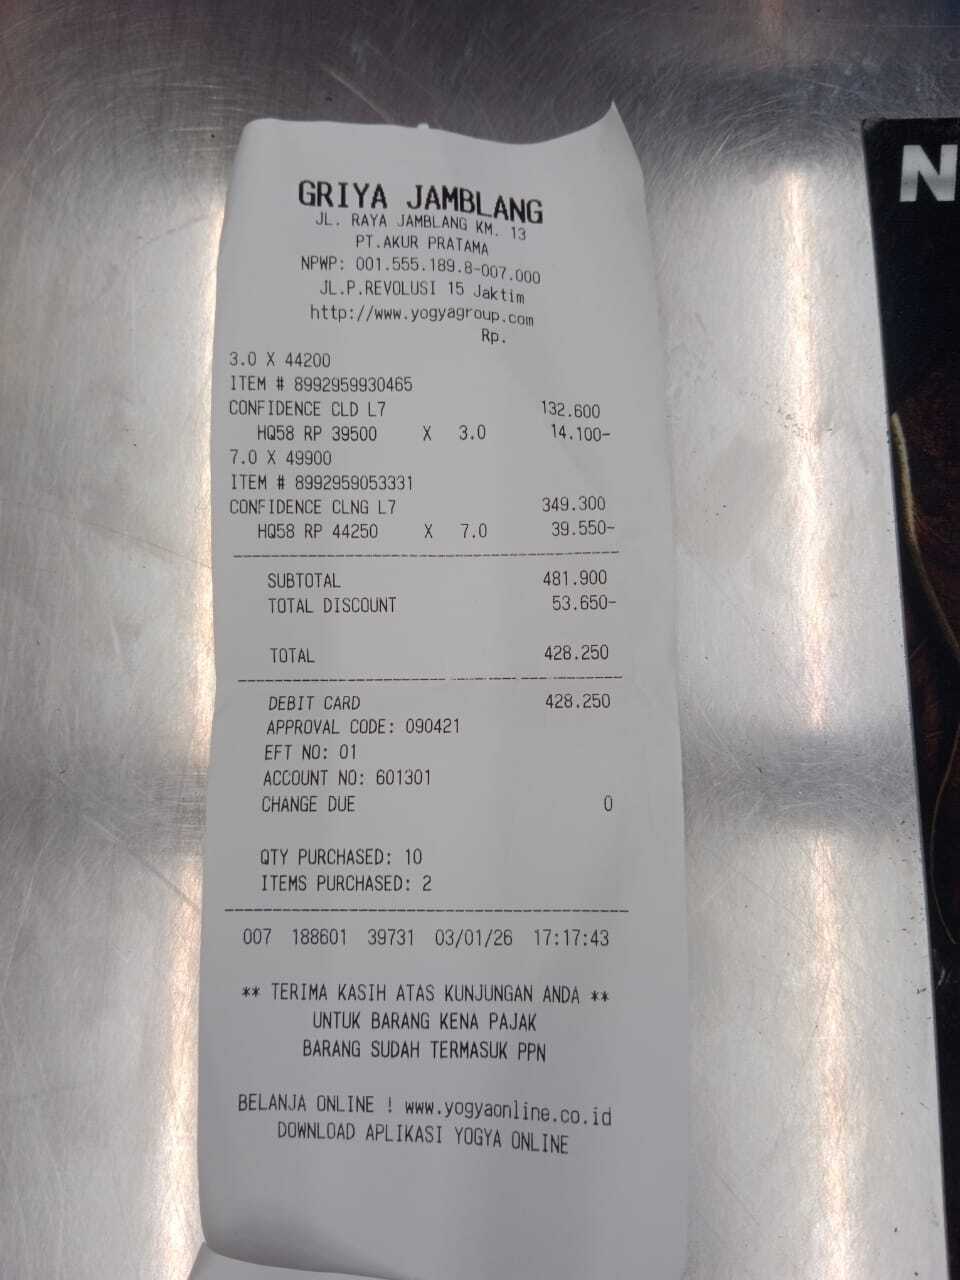 GRIYA JAMBLANG
JL. RAYA JAMBLANG KM. 13
PT.AKUR PRATAMA
NPWP: 001.555.189.8-007.000
JL.P.REVOLUSI 15 Jaktim
http://www.yogyagroup.com
Rp.
3.0 X 44200
ITEM # 8992959930465
CONFIDENCE CLD L7 132.600
HQ58 RP 39500 X 3.0 14.100-
7.0 X 49900
ITEM # 8992959053331
CONFIDENCE CLNG L7 349.300
HQ58 RP 44250 X 7.0 39.550-
SUBTOTAL 481.900
TOTAL DISCOUNT 53.650-
TOTAL 428.250
DEBIT CARD 428.250
APPROVAL CODE: 090421
EFT NO: 01
ACCOUNT NO: 601301
CHANGE DUE 0
QTY PURCHASED: 10
ITEMS PURCHASED: 2
007 188601 39731 03/01/26 17:17:43
** TERIMA KASIH ATAS KUNJUNGAN ANDA **
UNTUK BARANG KENA PAJAK
BARANG SUDAH TERMASUK PPN
BELANJA ONLINE ! www.yogyaonline.co.id
DOWNLOAD APLIKASI YOGYA ONLINE
N